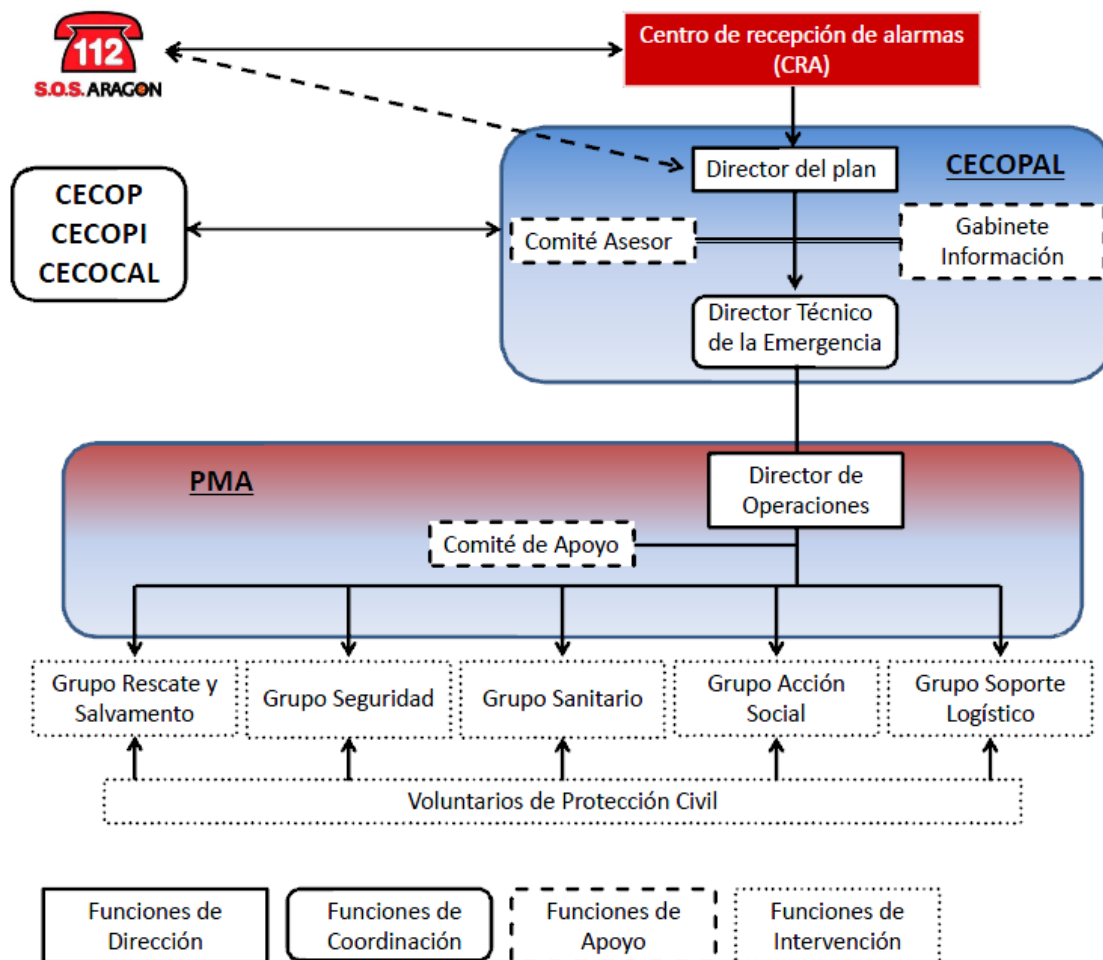 112
S.O.S. ARAGON
Centro de recepción de alarmas
(CRA)
CECOPAL
Director del plan
CECOP
CECOPI
CECOCAL
Comité Asesor
Gabinete
Información
Director Técnico
de la Emergencia
PMA
Director de
Operaciones
Comité de Apoyo
Grupo Rescate y
Salvamento
Grupo Seguridad
Grupo Sanitario
Grupo Acción
Social
Grupo Soporte
Logístico
Voluntarios de Protección Civil
Funciones de
Dirección
Funciones de
Coordinación
Funciones de
Apoyo
Funciones de
Intervención